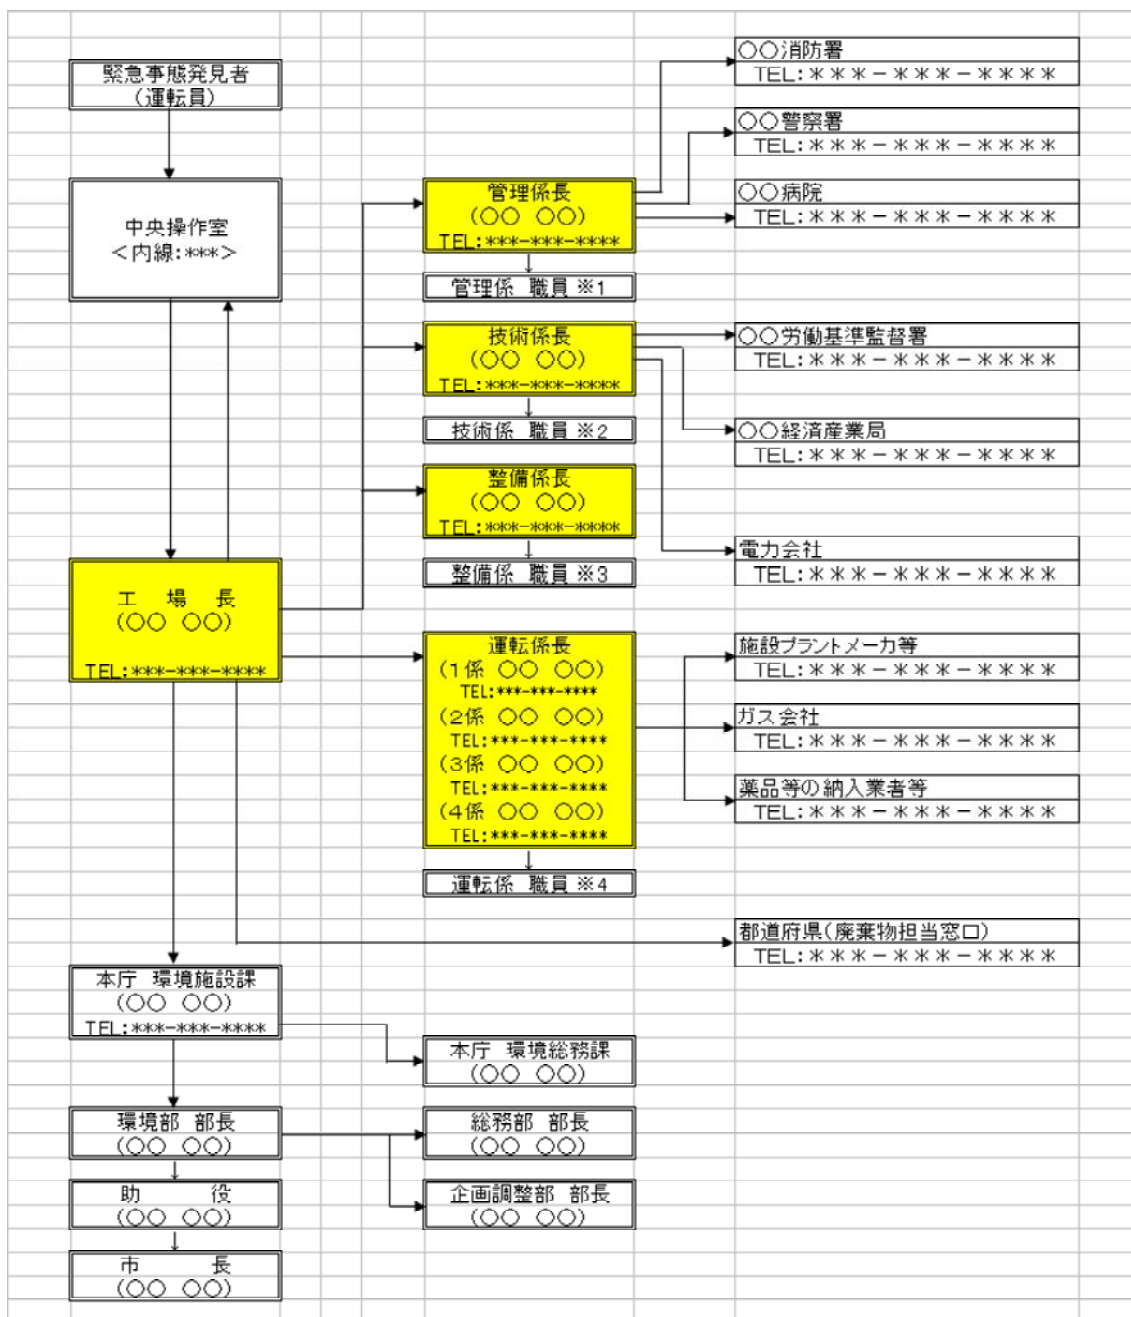 緊急事態発見者
(運転員)
中央操作室
<内線:***>
工　場　長
(○○ ○○)
TEL:***-***-****
本庁 環境施設課
(○○ ○○)
TEL:***-***-****
環境部 部長
(○○ ○○)
助　　役
(○○ ○○)
市　　長
(○○ ○○)
管理係長
(○○ ○○)
TEL:***-***-****
管理係 職員 ※1
技術係長
(○○ ○○)
TEL:***-***-****
技術係 職員 ※2
整備係長
(○○ ○○)
TEL:***-***-****
整備係 職員 ※3
運転係長
(1係 ○○ ○○)
TEL:***-***-****
(2係 ○○ ○○)
TEL:***-***-****
(3係 ○○ ○○)
TEL:***-***-****
(4係 ○○ ○○)
TEL:***-***-****
運転係 職員 ※4
本庁 環境総務課
(○○ ○○)
総務部 部長
(○○ ○○)
企画調整部 部長
(○○ ○○)
○○消防署
TEL:***-***-****
○○警察署
TEL:***-***-****
○○病院
TEL:***-***-****
○○労働基準監督署
TEL:***-***-****
○○経済産業局
TEL:***-***-****
電力会社
TEL:***-***-****
施設プラントメーカ等
TEL:***-***-****
ガス会社
TEL:***-***-****
薬品等の納入業者等
TEL:***-***-****
都道府県(廃棄物担当窓口)
TEL:***-***-****